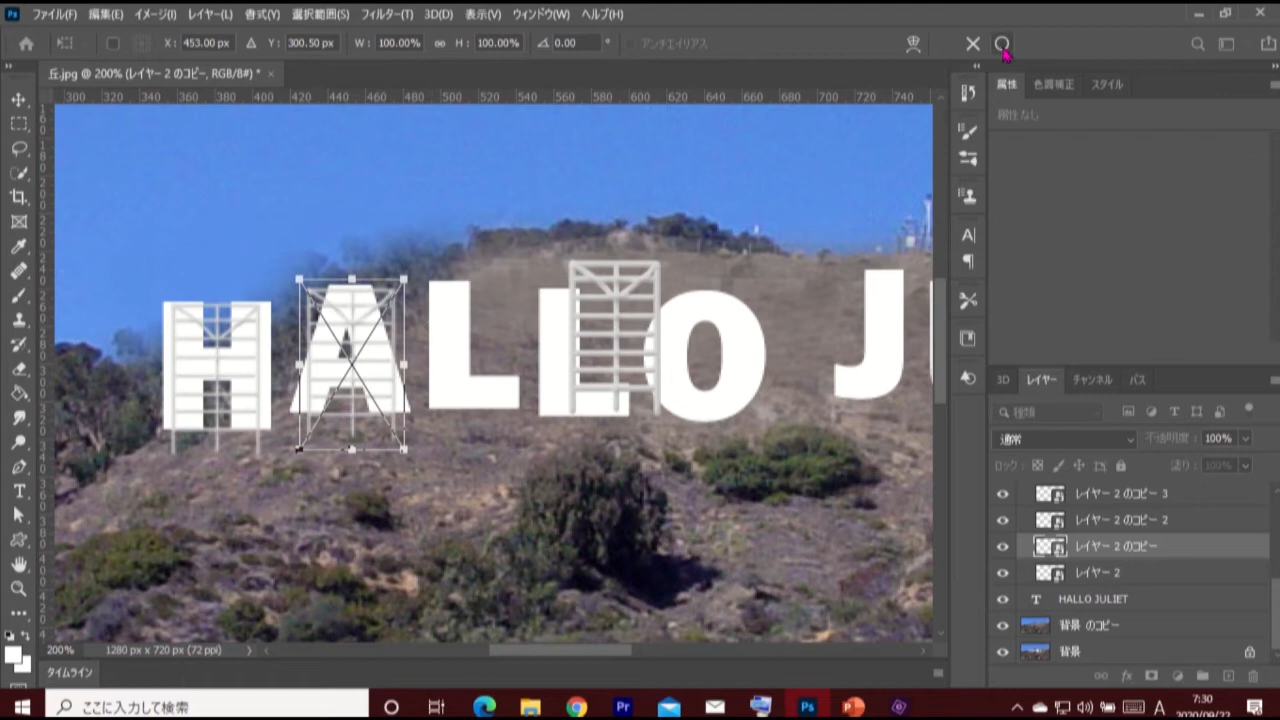 Ps ファイル(F) 編集(E) イメージ(I) レイヤー(L) 書式(Y) 選択範囲(S) フィルター(T) 3D(D) 表示(V) ウィンドウ(W) ヘルプ(H)
X: 453.00 px Y: 300.50 px W: 100.00% H: 100.00% 0.00 ° アンチエイリアス
丘.jpg @ 200% (レイヤー 2 のコピー, RGB/8#) * ×
300 320 340 360 380 400 420 440 460 480 500 520 540 560 580 600 620 640 660 680 700 720 740
HALLO J
属性 色調補正 スタイル
属性なし
3D レイヤー チャンネル パス
種類
通常 不透明度: 100%
ロック: 塗り: 100%
レイヤー 2 のコピー 3
レイヤー 2 のコピー 2
レイヤー 2 のコピー
レイヤー 2
T HALLO JULIET
背景 のコピー
背景
200% 1280 px x 720 px (72 ppi)
タイムライン
ここに入力して検索
Pr Ps A 7:30
2020/09/22